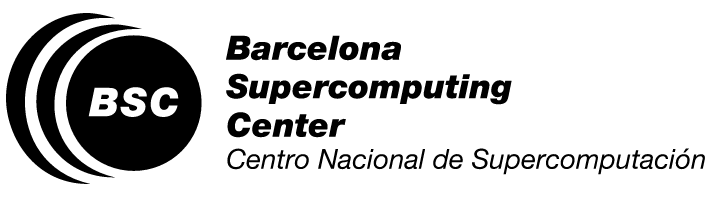 BSC
Barcelona
Supercomputing
Center
Centro Nacional de Supercomputación